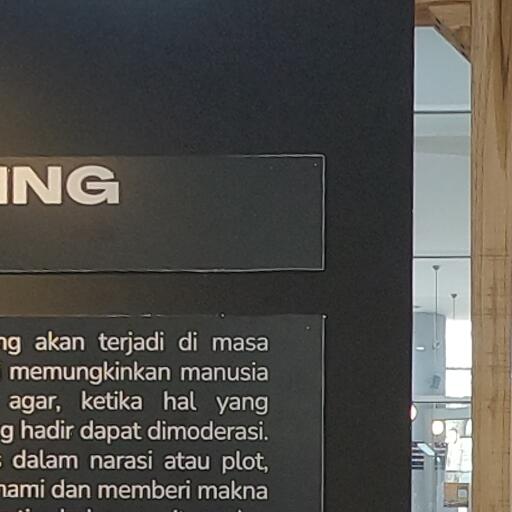 ING
ng akan terjadi di masa
memungkinkan manusia
agar, ketika hal yang
g hadir dapat dimoderasi.
dalam narasi atau plot,
nami dan memberi makna